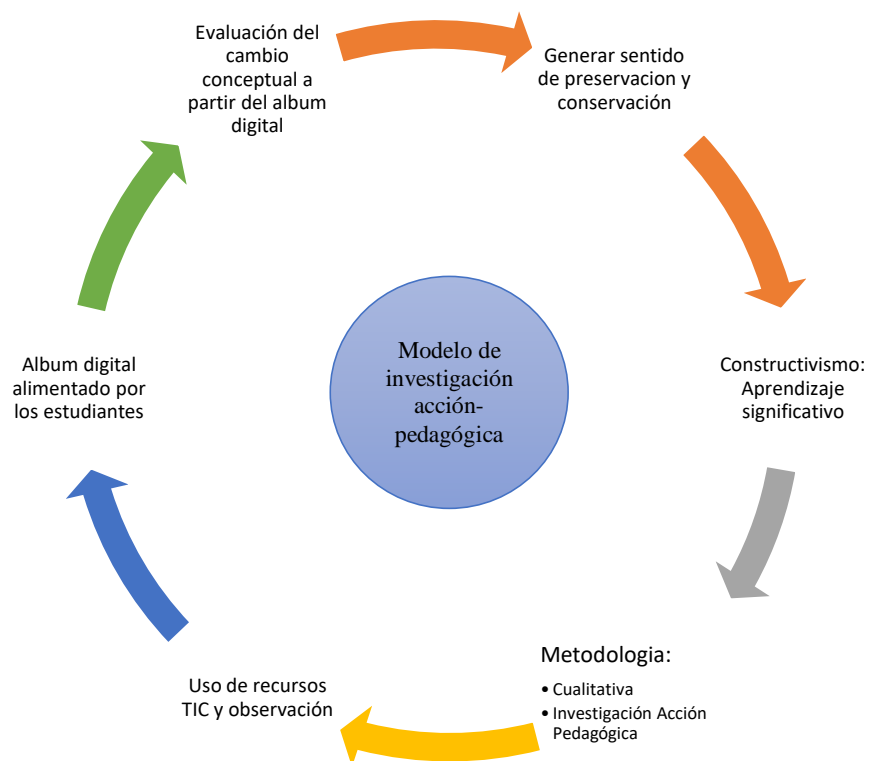 Evaluación del
cambio
conceptual a
partir del album
digital
Generar sentido
de preservacion y
conservación
Constructivismo:
Aprendizaje
significativo
Metodologia:
• Cualitativa
• Investigación Acción
Pedagógica
Uso de recursos
TIC y observación
Album digital
alimentado por
los estudiantes
Modelo de
investigación
acción-
pedagógica